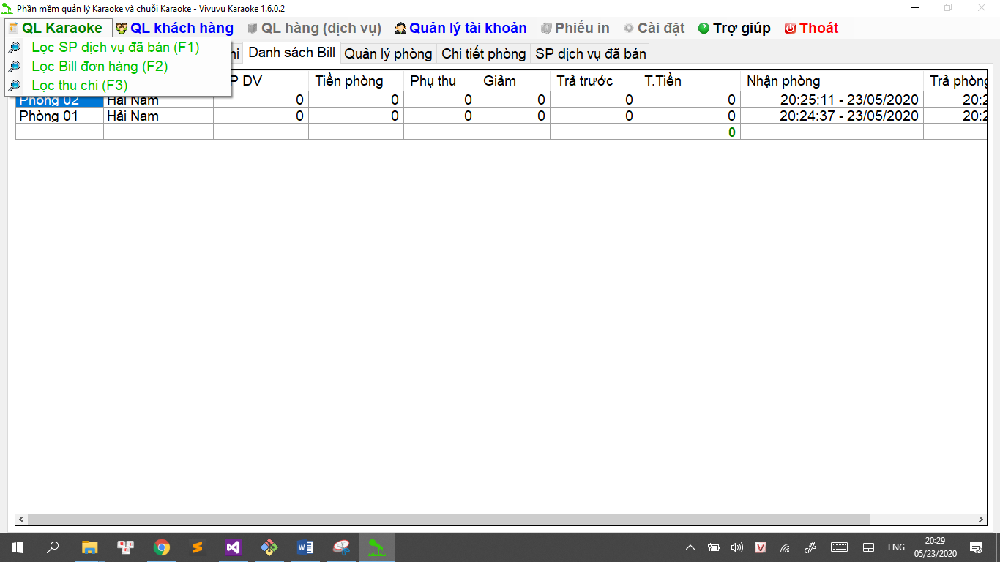 Phần mềm quản lý Karaoke và chuỗi Karaoke - Vivuvu Karaoke 1.6.0.2
QL Karaoke QL khách hàng QL hàng (dịch vụ) Quản lý tài khoản Phiếu in Cài đặt Trợ giúp Thoát
Lọc SP dịch vụ đã bán (F1)
Lọc Bill đơn hàng (F2)
Lọc thu chi (F3)
hi Danh sách Bill Quản lý phòng Chi tiết phòng SP dịch vụ đã bán
P DV Tiền phòng Phụ thu Giảm Trả trước T.Tiền Nhận phòng Trả phòng
Phòng 02 Hải Nam 0 0 0 0 0 0 20:25:11 - 23/05/2020 20:2
Phòng 01 Hải Nam 0 0 0 0 0 0 20:24:37 - 23/05/2020 20:2
0
ENG 20:29
05/23/2020